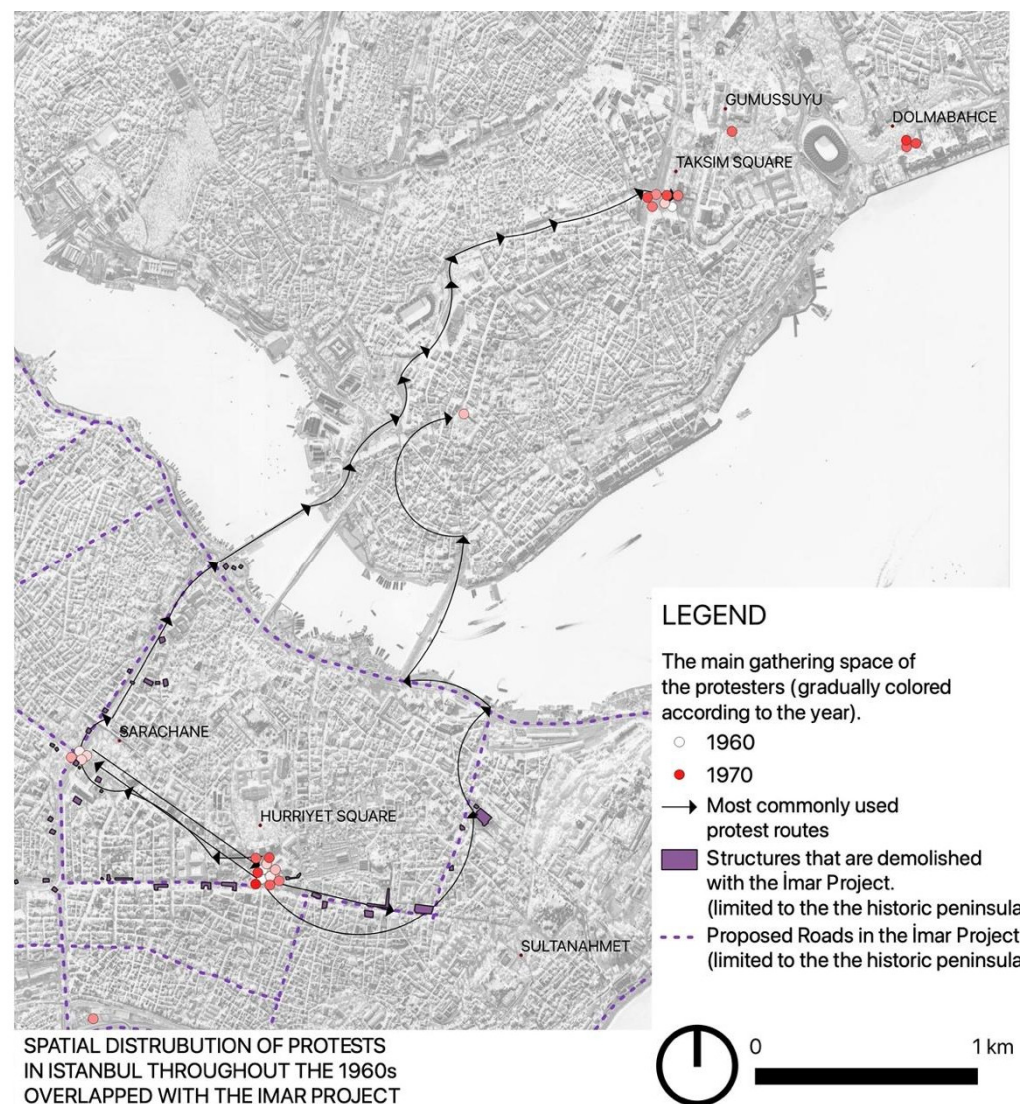 GUMUSSUYU
DOLMABAHCE
TAKSIM SQUARE
SARACHANE
HURRIYET SQUARE
SULTANAHMET
LEGEND
The main gathering space of
the protesters (gradually colored
according to the year).
1960
1970
Most commonly used
protest routes
Structures that are demolished
with the İmar Project.
(limited to the the historic peninsula
Proposed Roads in the İmar Project
(limited to the the historic peninsula
SPATIAL DISTRUBUTION OF PROTESTS
IN ISTANBUL THROUGHOUT THE 1960s
OVERLAPPED WITH THE IMAR PROJECT
0 1 km